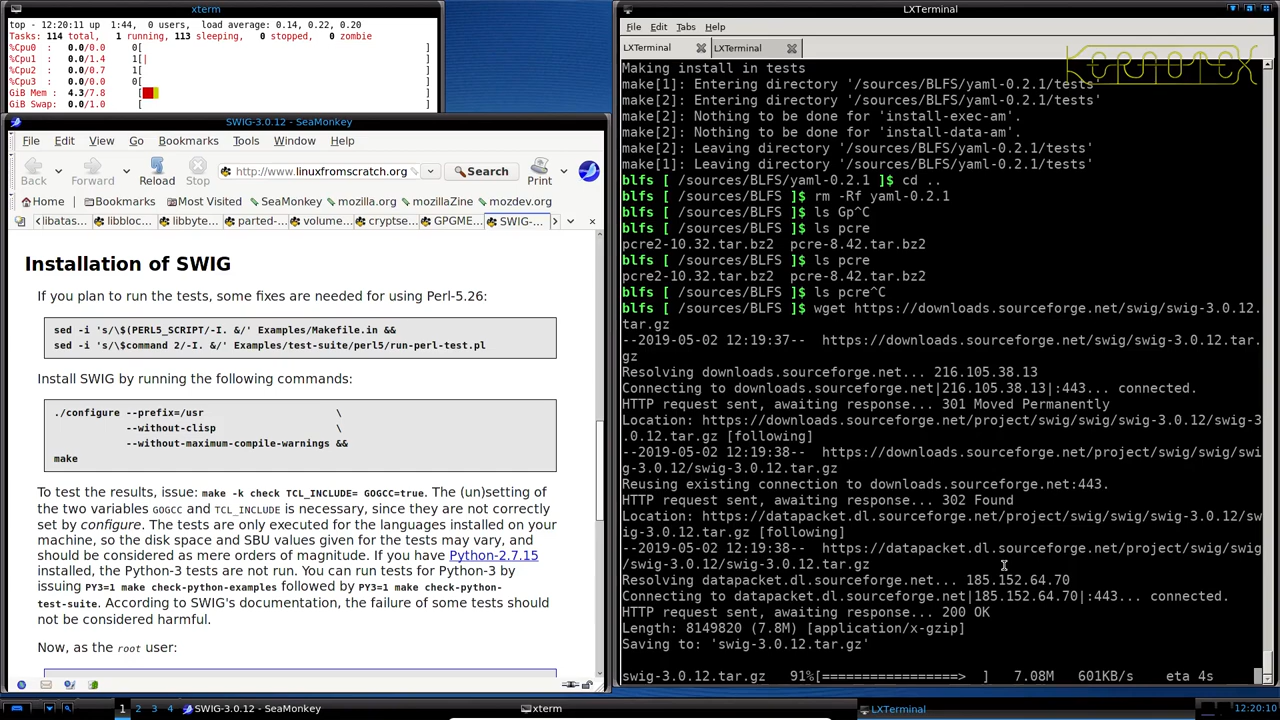 xterm
top - 12:20:11 up 1:44, 0 users, load average: 0.14, 0.22, 0.20
Tasks: 114 total, 1 running, 113 sleeping, 0 stopped, 0 zombie
%Cpu0 : 0.0/0.0 0[ ]
%Cpu1 : 0.0/1.4 1[| ]
%Cpu2 : 0.0/0.7 1[ ]
%Cpu3 : 0.0/0.0 0[ ]
GiB Mem : 4.3/7.8 [ ]
GiB Swap: 0.0/1.0 [ ]
SWIG-3.0.12 - SeaMonkey
File Edit View Go Bookmarks Tools Window Help
http://www.linuxfromscratch.org Search
Back Forward Reload Stop Print
Home Bookmarks Most Visited SeaMonkey mozilla.org mozillaZine mozdev.org
libatas... libbloc... libbyte... parted-... volume... cryptse... GPGME... SWIG-...
Installation of SWIG
If you plan to run the tests, some fixes are needed for using Perl-5.26:
sed -i 's/\$(PERL5_SCRIPT/-I. &/' Examples/Makefile.in &&
sed -i 's/\$command 2/-I. &/' Examples/test-suite/perl5/run-perl-test.pl
Install SWIG by running the following commands:
./configure --prefix=/usr \
--without-clisp \
--without-maximum-compile-warnings &&
make
To test the results, issue: make -k check TCL_INCLUDE= GOGCC=true. The (un)setting of
the two variables GOGCC and TCL_INCLUDE is necessary, since they are not correctly
set by configure. The tests are only executed for the languages installed on your
machine, so the disk space and SBU values given for the tests may vary, and
should be considered as mere orders of magnitude. If you have Python-2.7.15
installed, the Python-3 tests are not run. You can run tests for Python-3 by
issuing PY3=1 make check-python-examples followed by PY3=1 make check-python-
test-suite. According to SWIG's documentation, the failure of some tests should
not be considered harmful.
Now, as the root user:
LXTerminal
File Edit Tabs Help
LXTerminal LXTerminal
KERNOTEX
Making install in tests
make[1]: Entering directory '/sources/BLFS/yaml-0.2.1/tests'
make[2]: Entering directory '/sources/BLFS/yaml-0.2.1/tests'
make[2]: Nothing to be done for 'install-exec-am'.
make[2]: Nothing to be done for 'install-data-am'.
make[2]: Leaving directory '/sources/BLFS/yaml-0.2.1/tests'
make[1]: Leaving directory '/sources/BLFS/yaml-0.2.1/tests'
blfs [ /sources/BLFS/yaml-0.2.1 ]$ cd ..
blfs [ /sources/BLFS ]$ rm -Rf yaml-0.2.1
blfs [ /sources/BLFS ]$ ls Gp^C
blfs [ /sources/BLFS ]$ ls pcre
pcre2-10.32.tar.bz2 pcre-8.42.tar.bz2
blfs [ /sources/BLFS ]$ ls pcre
pcre2-10.32.tar.bz2 pcre-8.42.tar.bz2
blfs [ /sources/BLFS ]$ ls pcre^C
blfs [ /sources/BLFS ]$ wget https://downloads.sourceforge.net/swig/swig-3.0.12.
tar.gz
--2019-05-02 12:19:37-- https://downloads.sourceforge.net/swig/swig-3.0.12.tar.
gz
Resolving downloads.sourceforge.net... 216.105.38.13
Connecting to downloads.sourceforge.net|216.105.38.13|:443... connected.
HTTP request sent, awaiting response... 301 Moved Permanently
Location: https://downloads.sourceforge.net/project/swig/swig-3.0.12/swig-3
.0.12.tar.gz [following]
--2019-05-02 12:19:38-- https://downloads.sourceforge.net/project/swig/swi
g-3.0.12/swig-3.0.12.tar.gz
Reusing existing connection to downloads.sourceforge.net:443.
HTTP request sent, awaiting response... 302 Found
Location: https://datapacket.dl.sourceforge.net/project/swig/swig-3.0.12/sw
ig-3.0.12.tar.gz [following]
--2019-05-02 12:19:38-- https://datapacket.dl.sourceforge.net/project/swig/swig
/swig-3.0.12/swig-3.0.12.tar.gz
Resolving datapacket.dl.sourceforge.net... 185.152.64.70
Connecting to datapacket.dl.sourceforge.net|185.152.64.70|:443... connected.
HTTP request sent, awaiting response... 200 OK
Length: 8149820 (7.8M) [application/x-gzip]
Saving to: 'swig-3.0.12.tar.gz'
swig-3.0.12.tar.gz 91%[=================> ] 7.08M 601KB/s eta 4s
1 2 3 4 SWIG-3.0.12 - SeaMonkey xterm LXTerminal 12:20:10